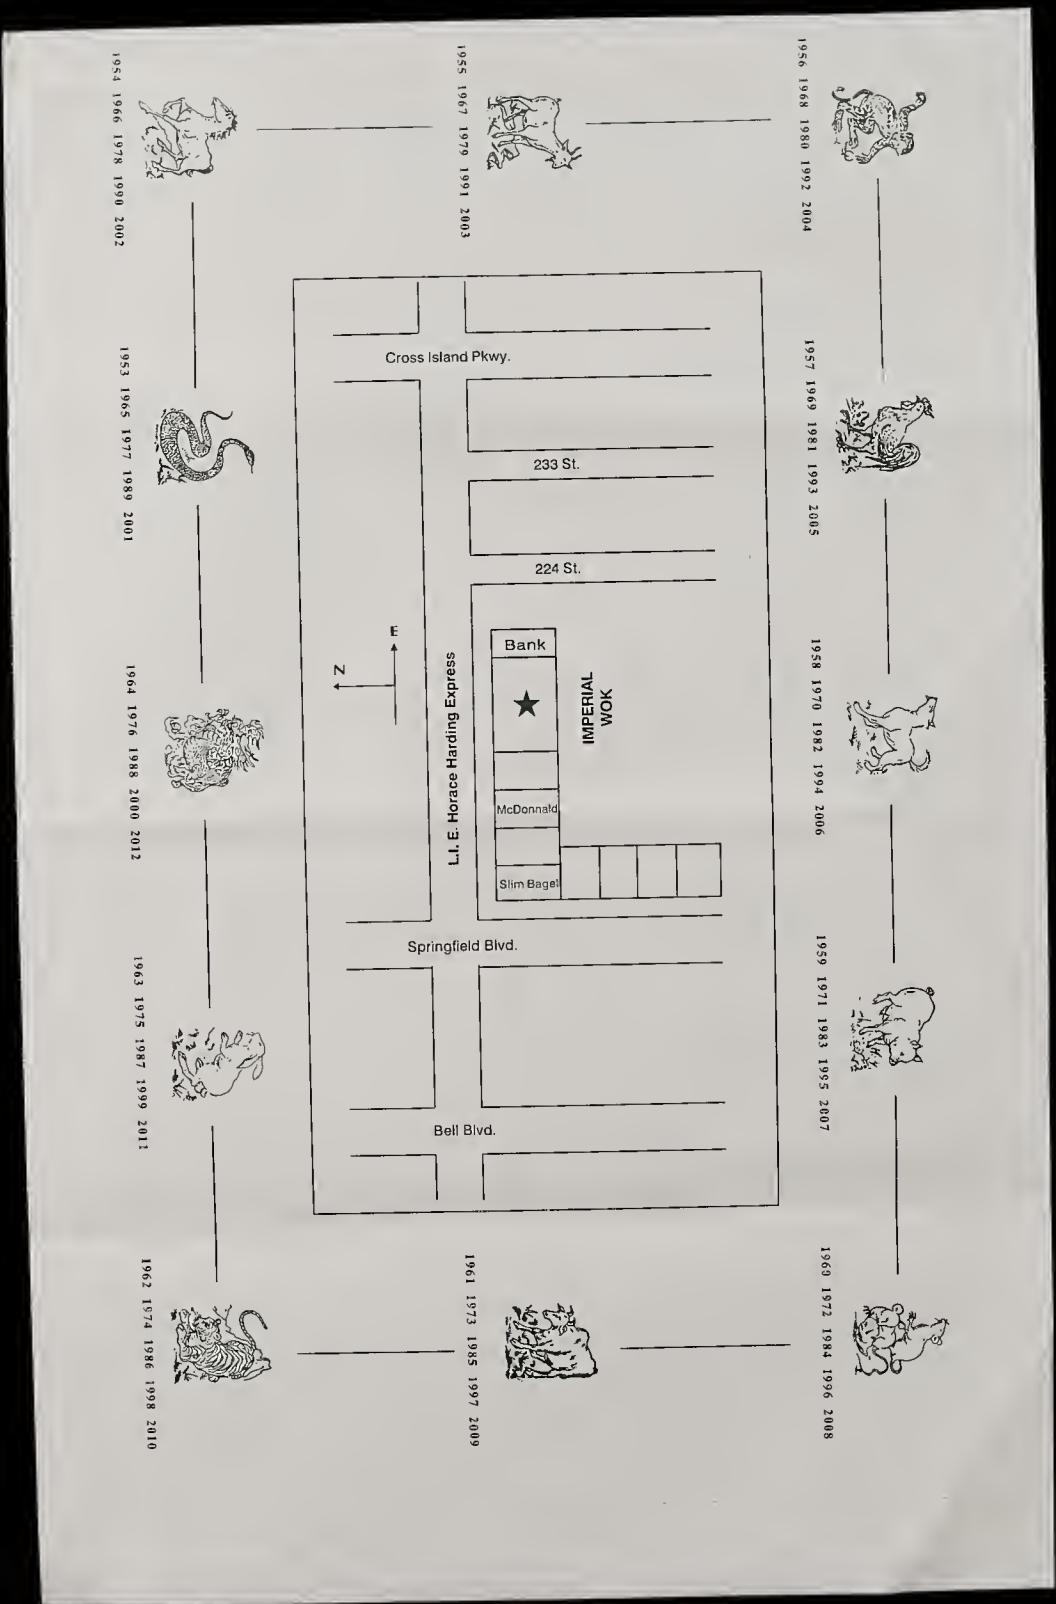 1954 1966 1978 1990 2002
1955 1967 1979 1991 2003
1956 1968 1980 1992 2004
1953 1965 1977 1989 2001
1957 1969 1981 1993 2005
1964 1976 1988 2000 2012
1958 1970 1982 1994 2006
1963 1975 1987 1999 2011
1959 1971 1983 1995 2007
1962 1974 1986 1998 2010
1961 1973 1985 1997 2009
1960 1972 1984 1996 2008
Cross Island Pkwy.
233 St.
224 St.
N
E
L.I. E. Horace Harding Express
Bank
IMPERIAL
WOK
McDonnald
Slim Bagel
Springfield Blvd.
Bell Blvd.